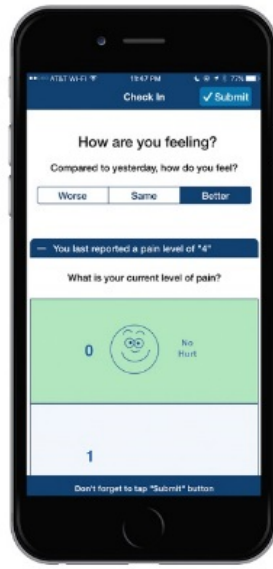 AT&T Wi-Fi 77%
Check In ✓ Submit
How are you feeling?
Compared to yesterday, how do you feel?
Worse Same Better
— You last reported a pain level of "4"
What is your current level of pain?
0 No
Hurt
1
Don't forget to tap "Submit" button